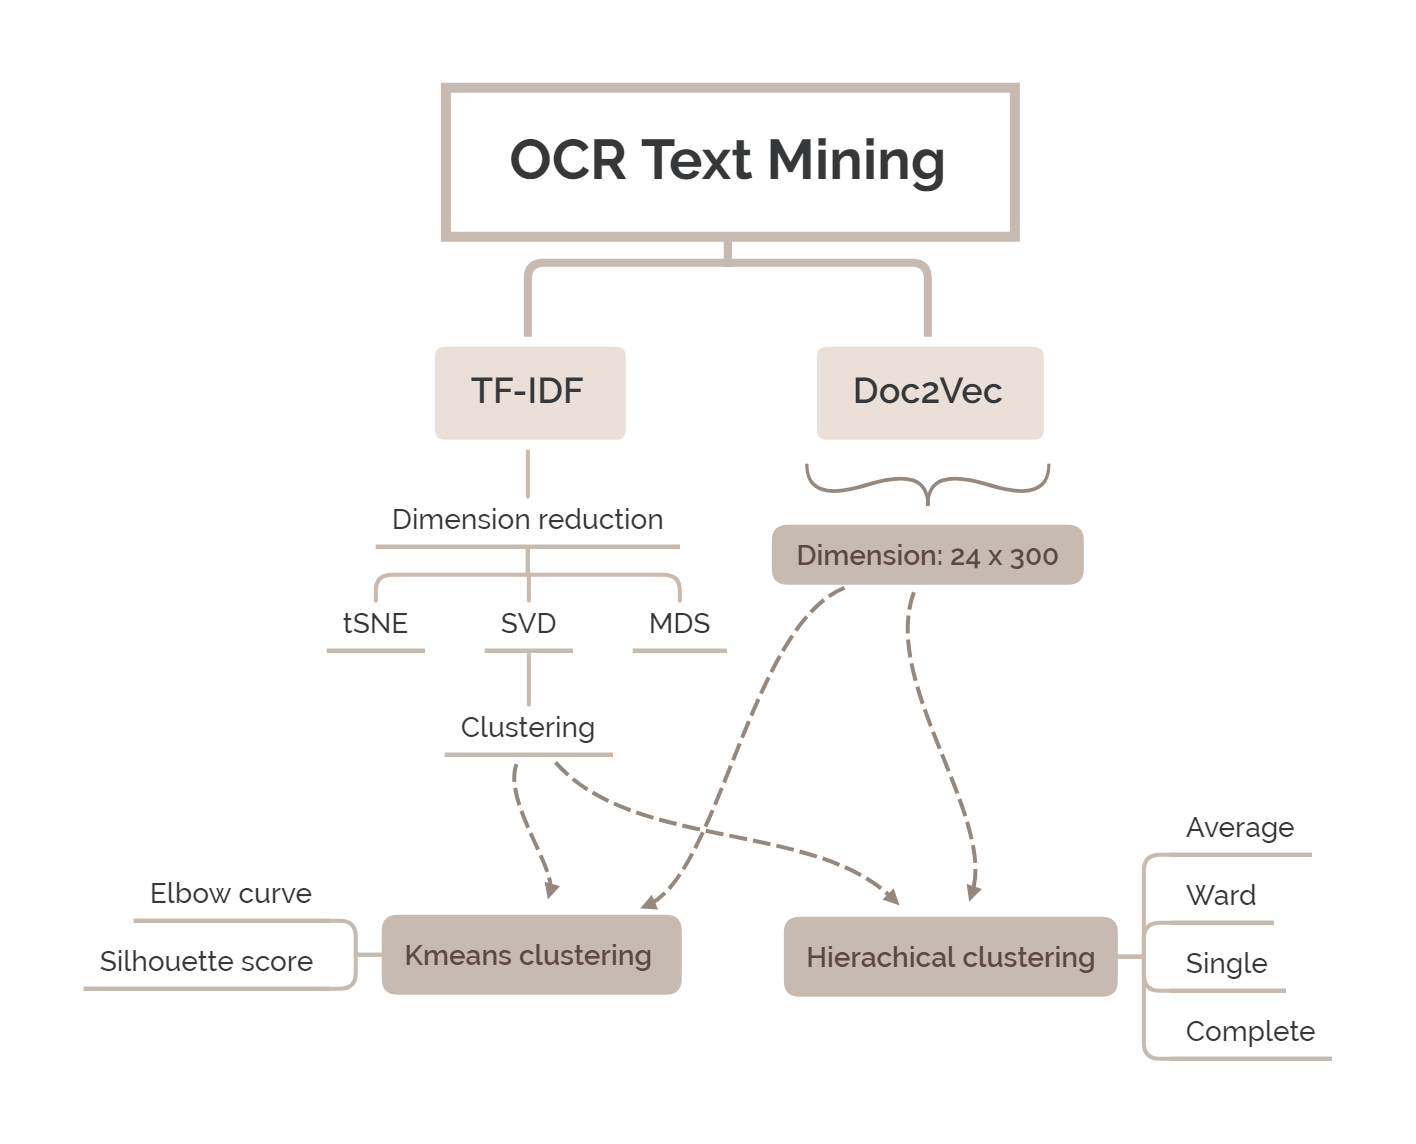 OCR Text Mining
TF-IDF
Doc2Vec
Dimension reduction
Dimension: 24 x 300
tSNE
SVD
MDS
Clustering
Elbow curve
Silhouette score
Kmeans clustering
Hierachical clustering
Average
Ward
Single
Complete